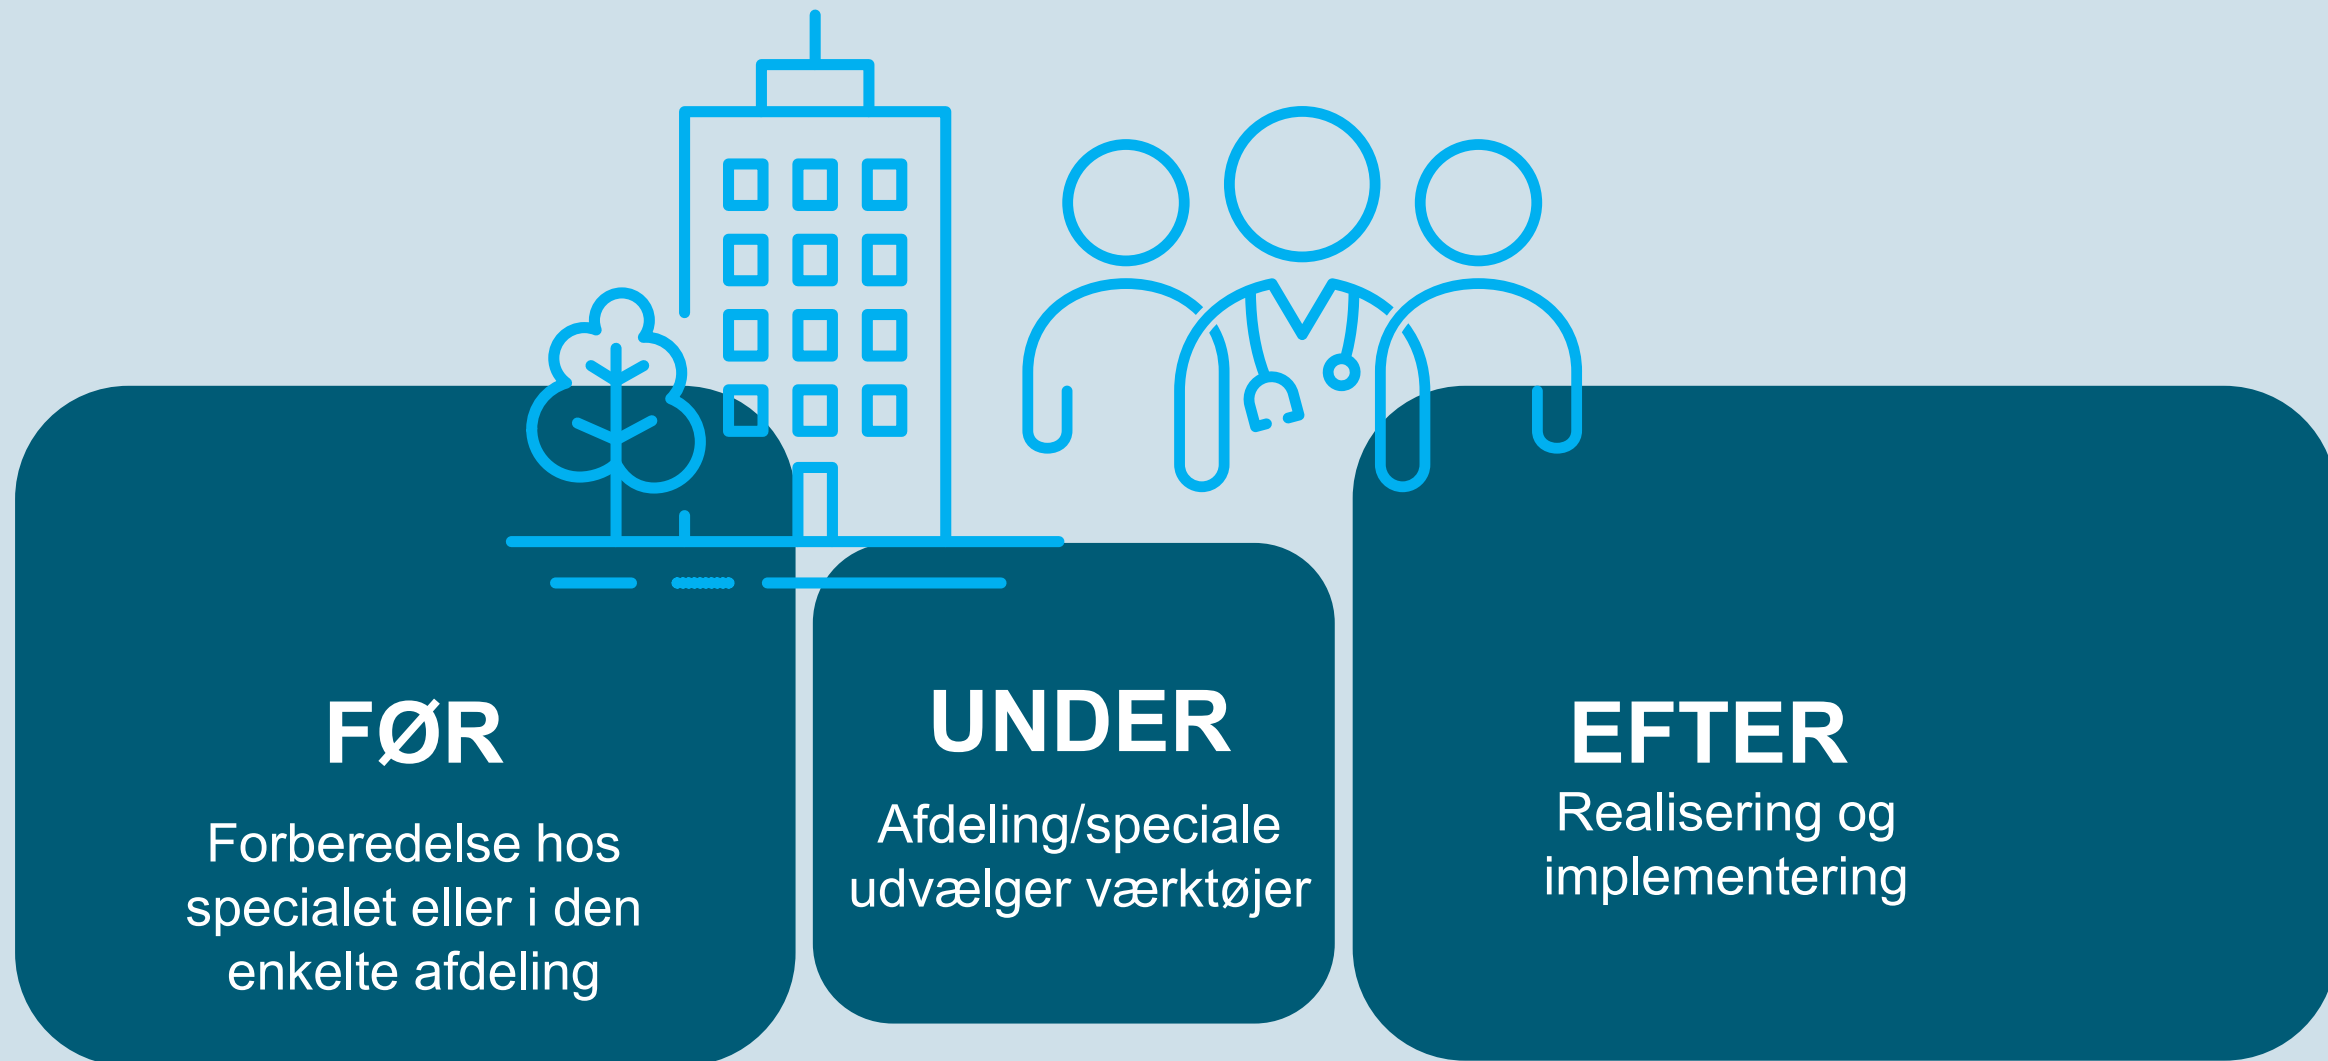 FØR
Forberedelse hos
specialet eller i den
enkelte afdeling
UNDER
Afdeling/speciale
udvælger værktøjer
EFTER
Realisering og
implementering